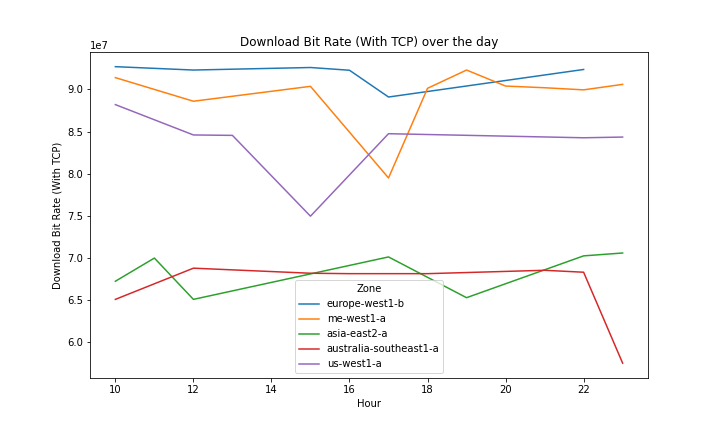 Download Bit Rate (With TCP) over the day
1e7
9.0
8.5
8.0
7.5
7.0
6.5
6.0
Download Bit Rate (With TCP)
Zone
europe-west1-b
me-west1-a
asia-east2-a
australia-southeast1-a
us-west1-a
10 12 14 16 18 20 22
Hour